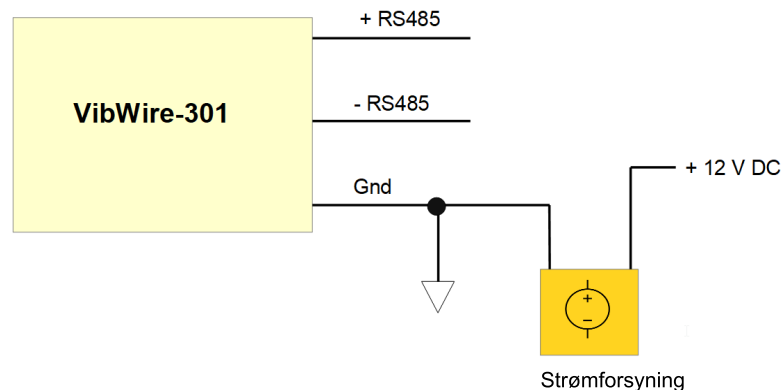 + RS485
VibWire-301
- RS485
Gnd
+ 12 V DC
+
−
Strømforsyning